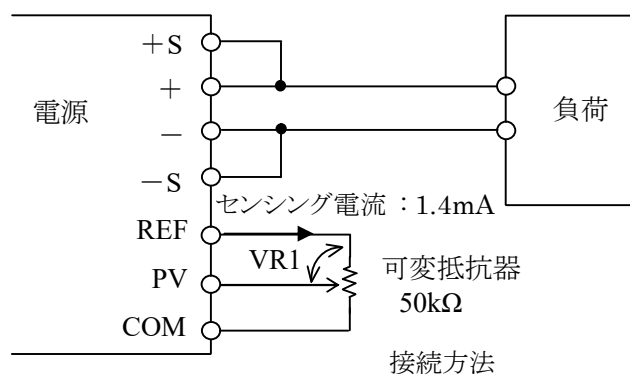 +S
+
電源
負荷
−
−S
センシング電流 : 1.4mA
REF
VR1
可変抵抗器
PV
50kΩ
COM
接続方法